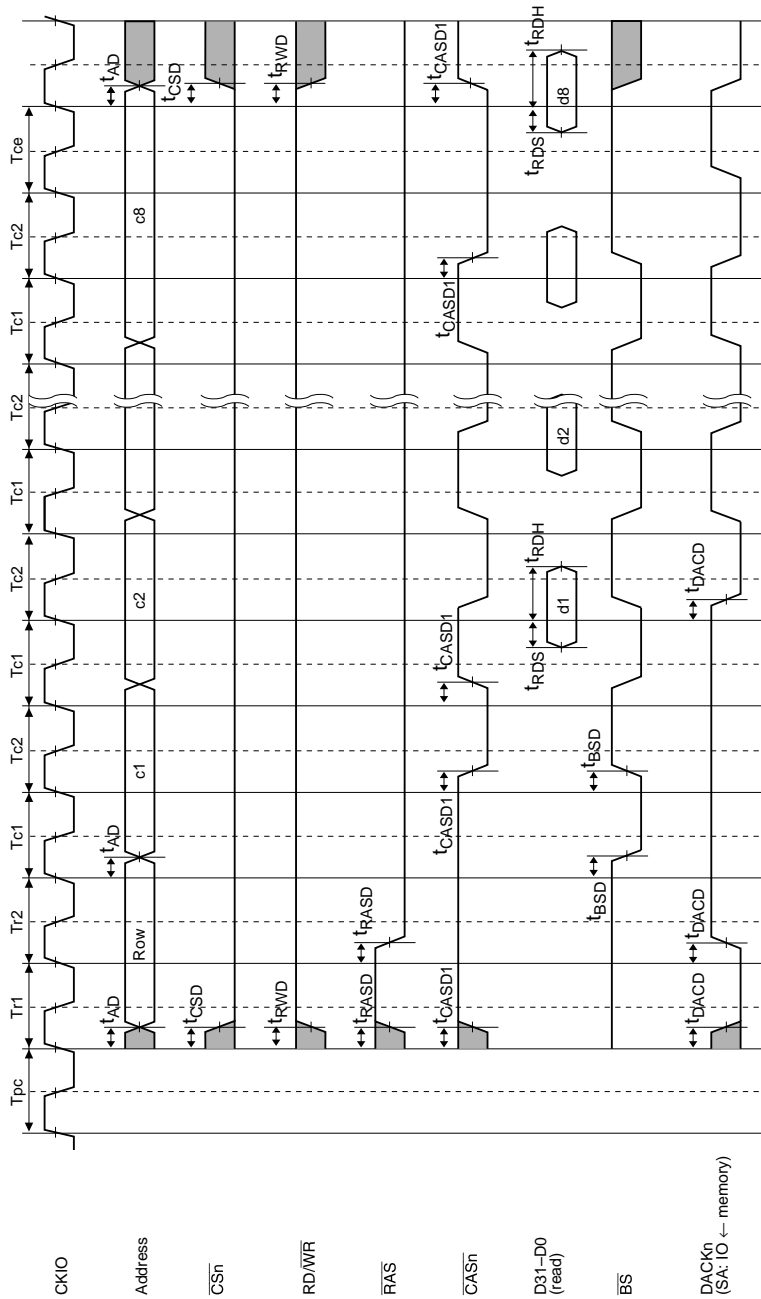 Tpc Tr1 Tr2 Tc1 Tc2 Tc1 Tc2 Tc1 Tc2 Tc1 Tc2 Tce
CKIO
tAD tAD tAD
Address Row c1 c2 c8
tCSD tCSD
CSn
tRWD tRWD
RD/WR
tRASD tRASD
RAS
tCASD1 tCASD1 tCASD1
CASn
tCASD1 tCASD1
tRDS tRDH tRDS tRDH
D31–D0
(read)
d1 d2 d8
tBSD
BS
tBSD
tDACD tDACD tDACD
DACKn
(SA: IO ← memory)